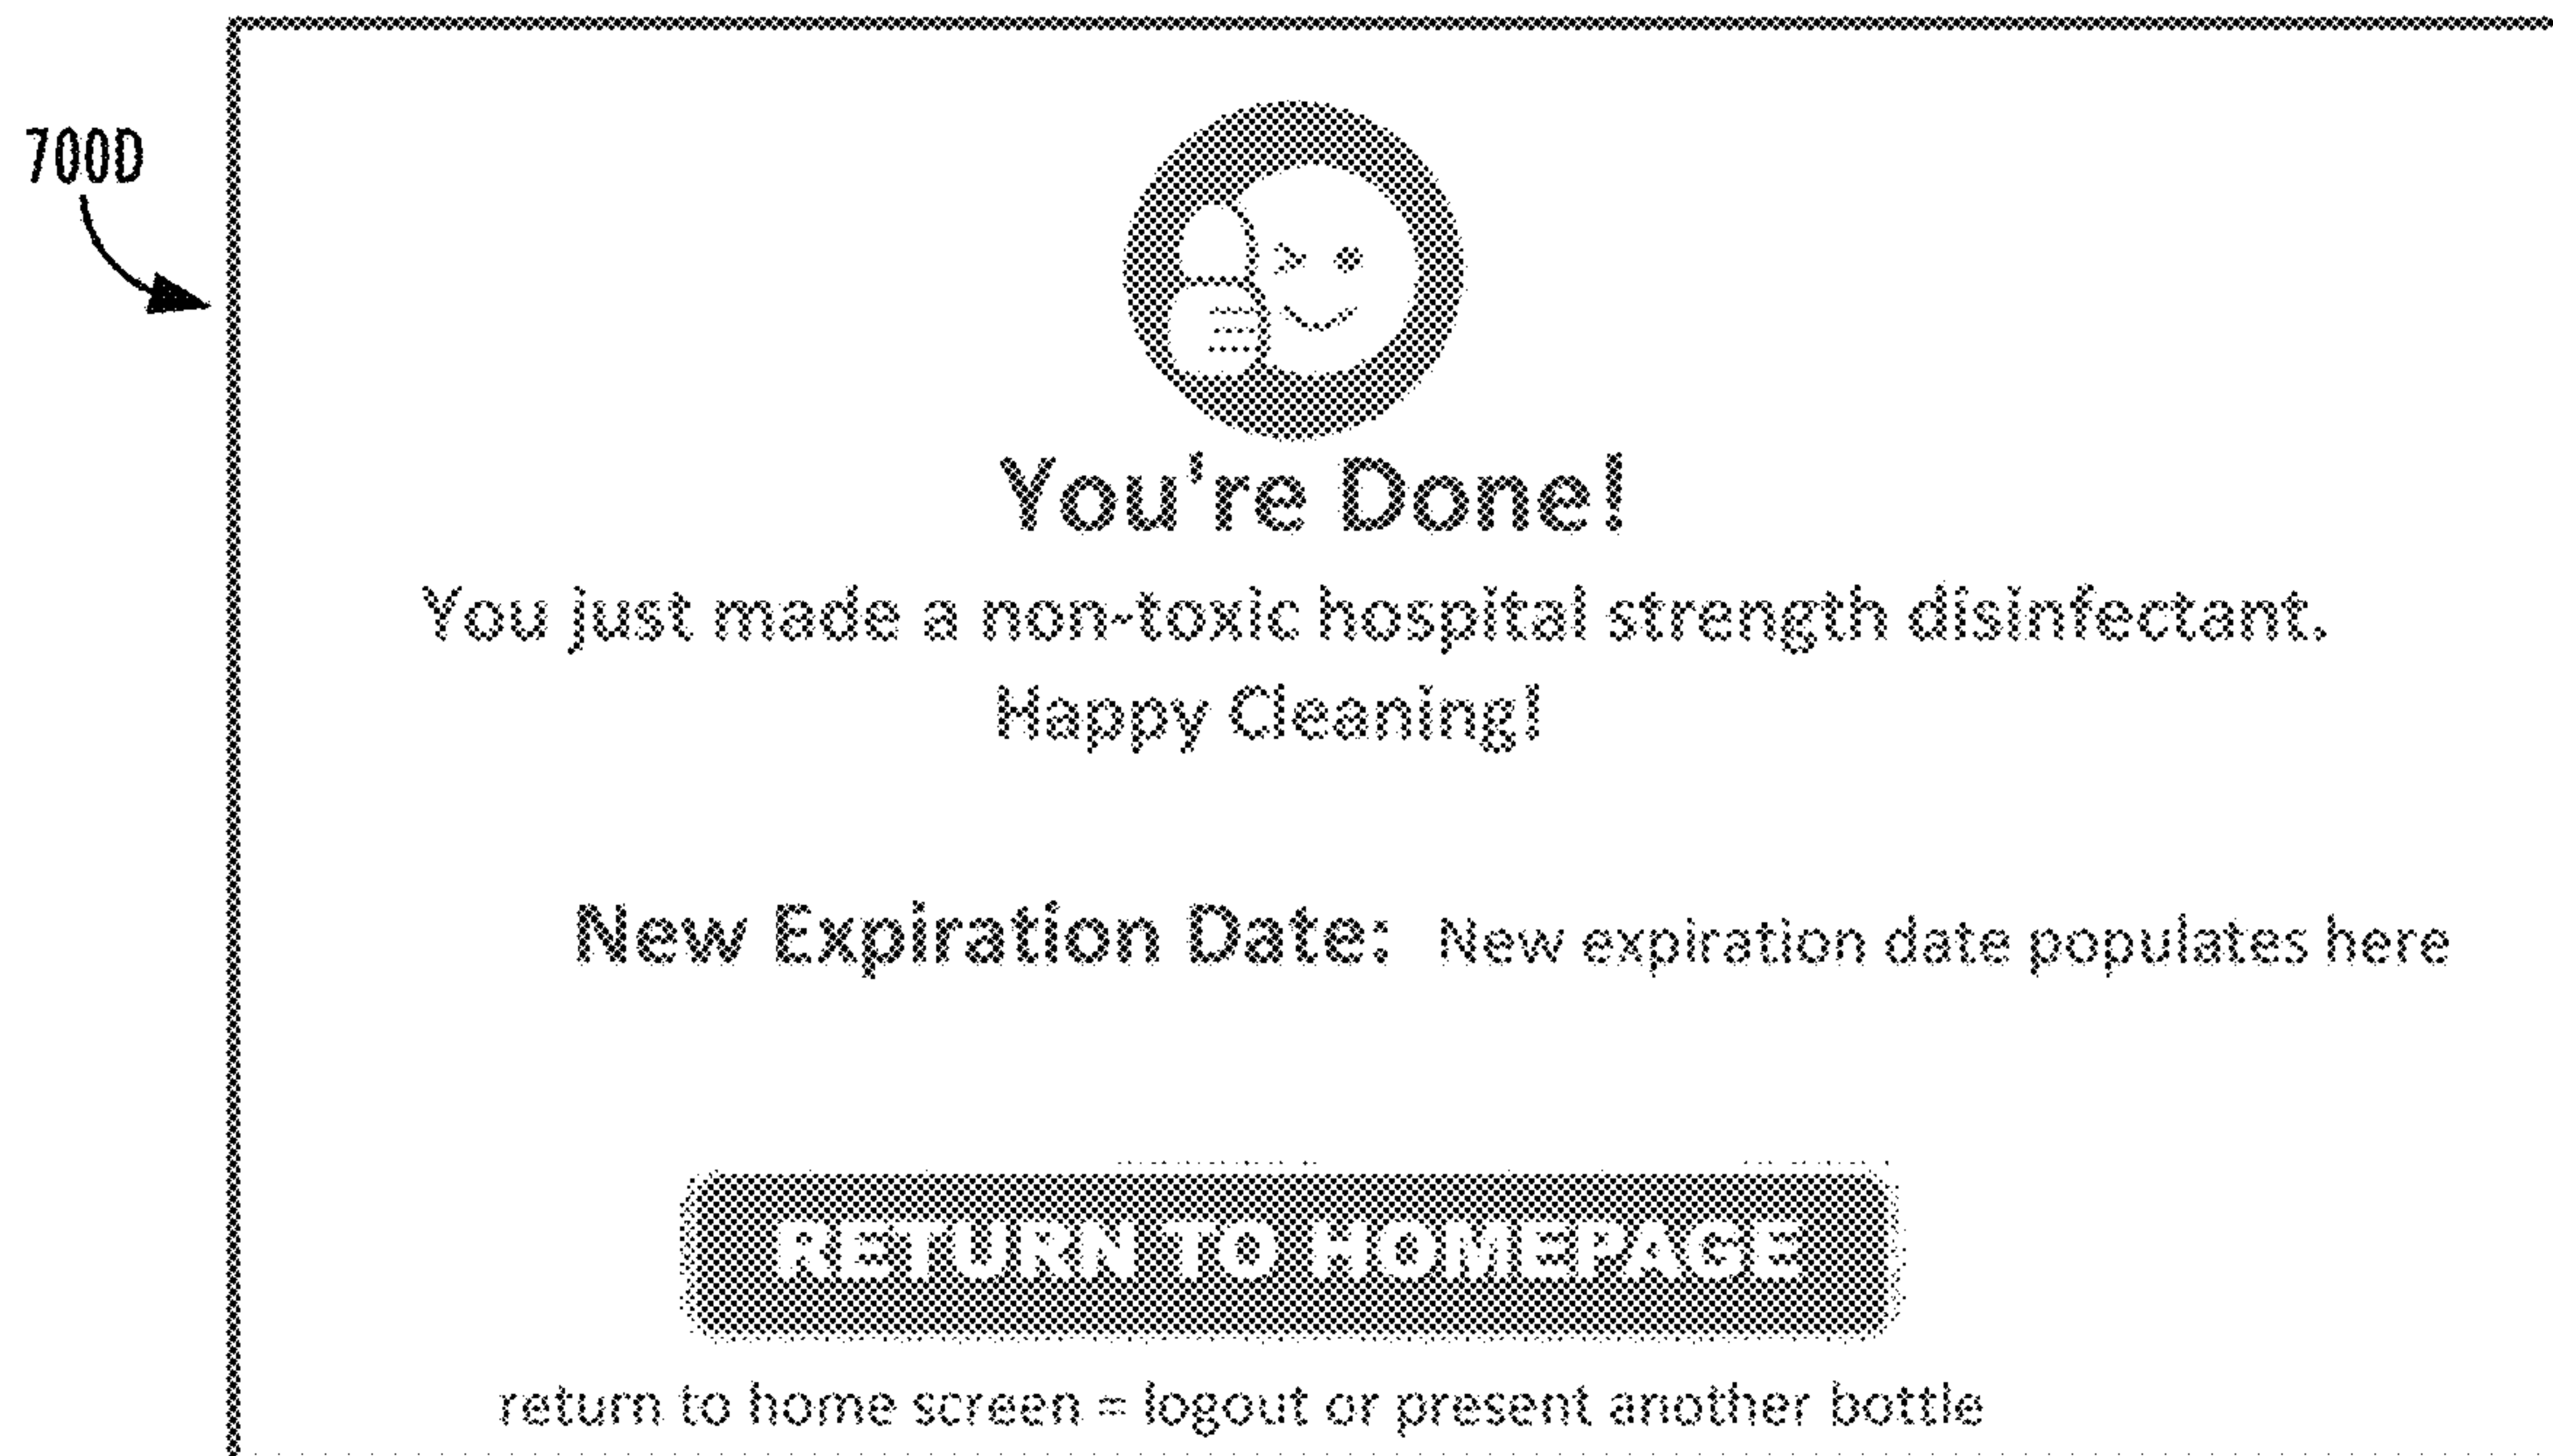 700D
You're Done!
You just made a non-toxic hospital strength disinfectant.
Happy Cleaning!
New Expiration Date: New expiration date populates here
RETURN TO HOMEPAGE
return to home screen = logout or present another bottle